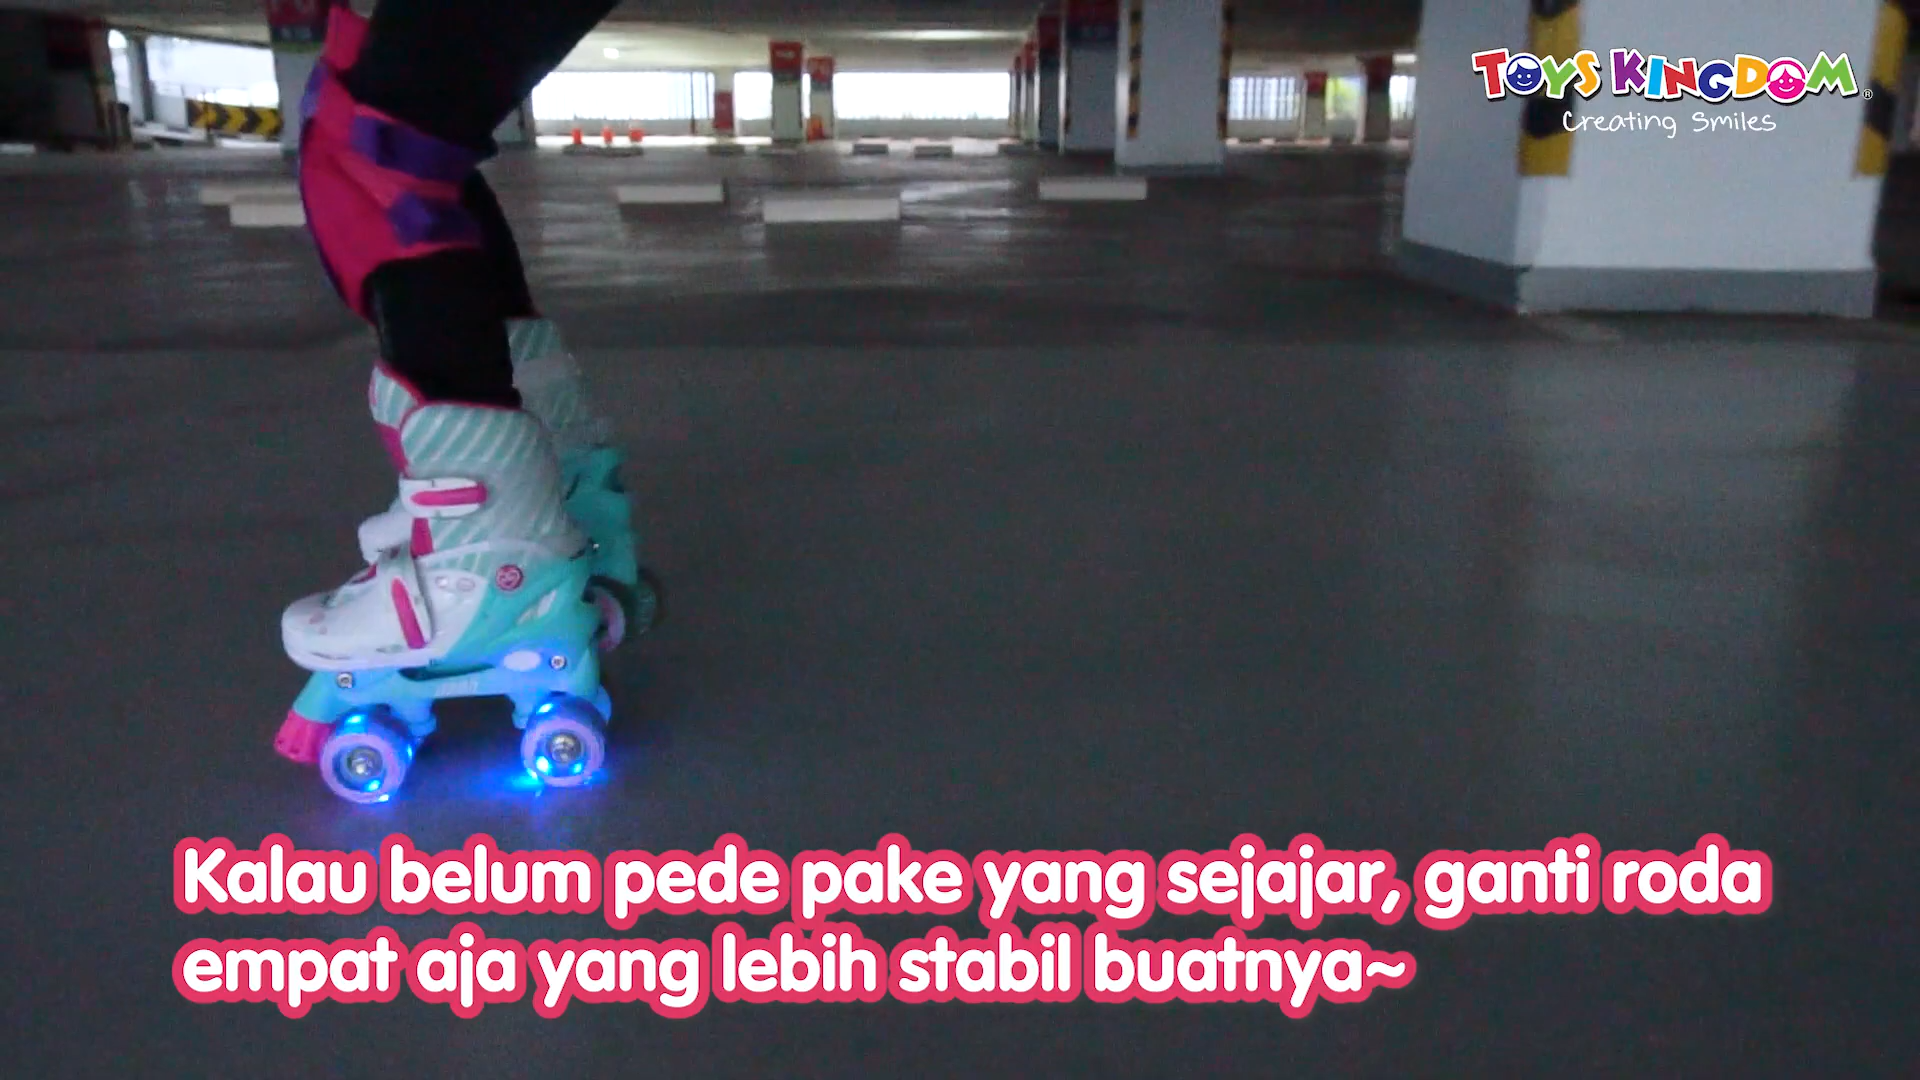 TOYS KINGDOM
Creating Smiles
Kalau belum pede pake yang sejajar, ganti roda
empat aja yang lebih stabil buatnya~